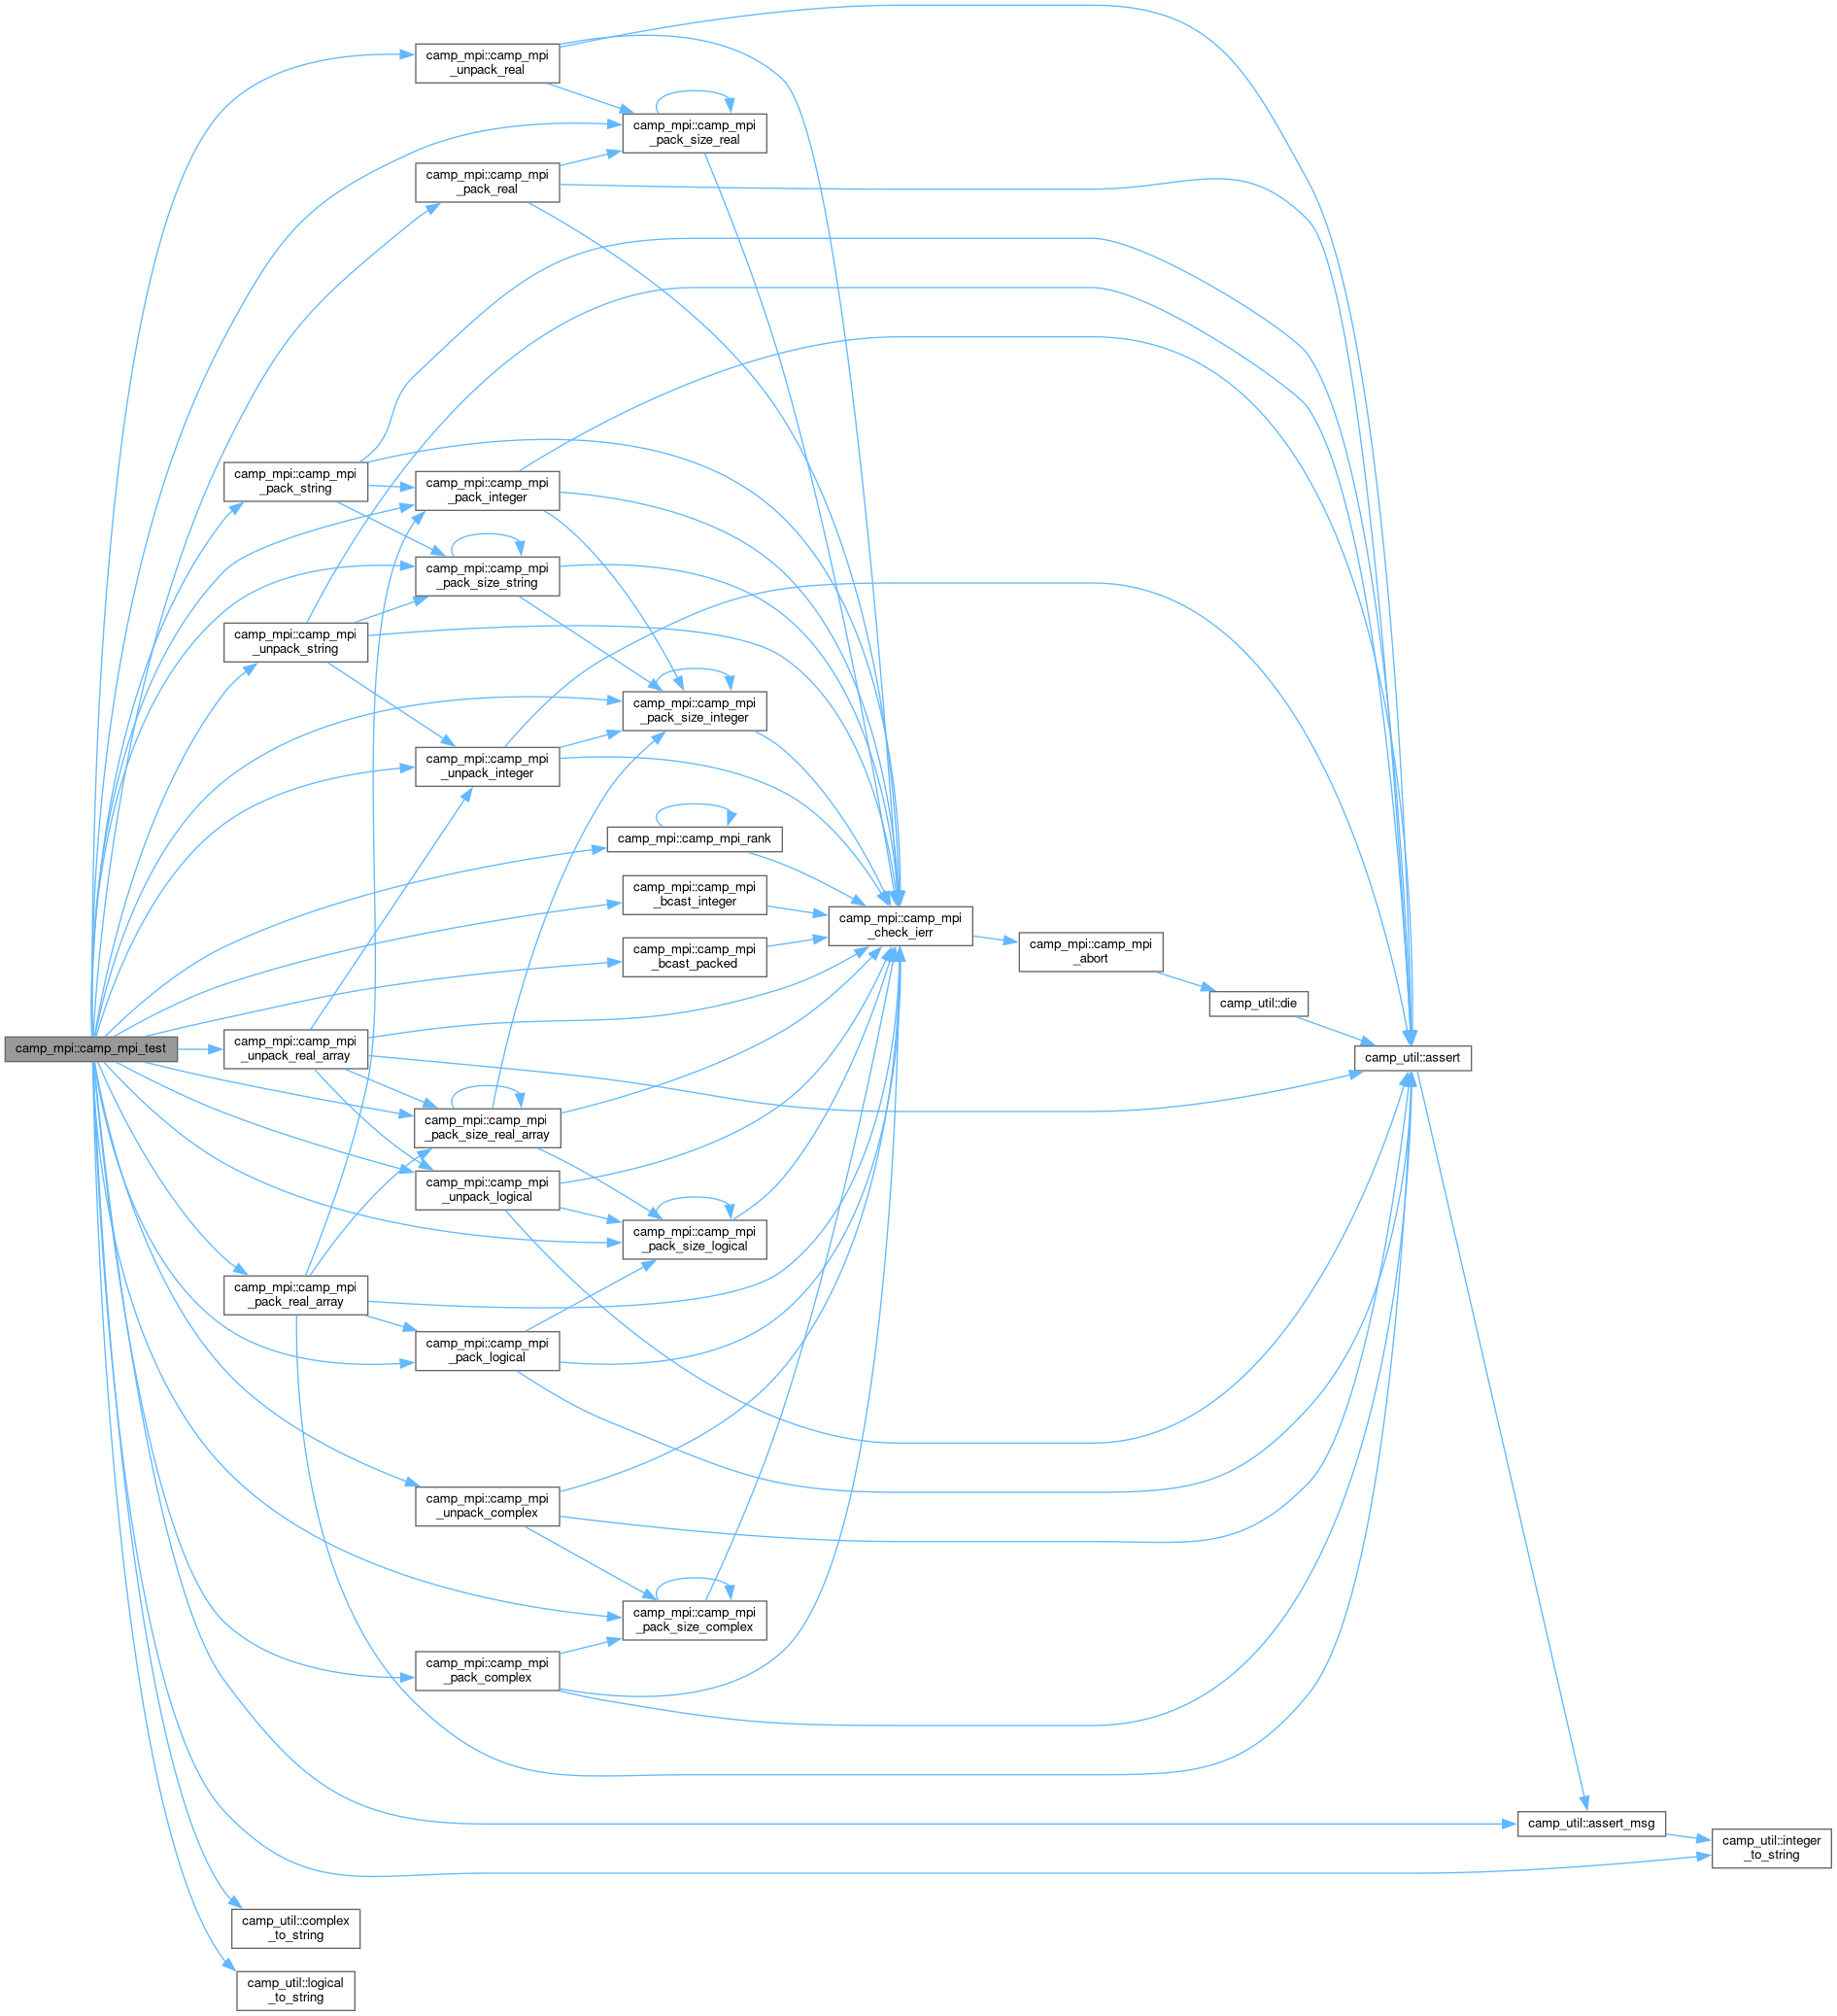 camp_mpi::camp_mpi
_unpack_real
camp_mpi::camp_mpi
_pack_size_real
camp_mpi::camp_mpi
_pack_real
camp_mpi::camp_mpi
_pack_string
camp_mpi::camp_mpi
_pack_integer
camp_mpi::camp_mpi
_pack_size_string
camp_mpi::camp_mpi
_unpack_string
camp_mpi::camp_mpi
_pack_size_integer
camp_mpi::camp_mpi
_unpack_integer
camp_mpi::camp_mpi_rank
camp_mpi::camp_mpi
_bcast_integer
camp_mpi::camp_mpi
_check_ierr
camp_mpi::camp_mpi
_bcast_packed
camp_mpi::camp_mpi
_abort
camp_util::die
camp_mpi::camp_mpi_test
camp_mpi::camp_mpi
_unpack_real_array
camp_util::assert
camp_mpi::camp_mpi
_pack_size_real_array
camp_mpi::camp_mpi
_unpack_logical
camp_mpi::camp_mpi
_pack_size_logical
camp_mpi::camp_mpi
_pack_real_array
camp_mpi::camp_mpi
_pack_logical
camp_mpi::camp_mpi
_unpack_complex
camp_mpi::camp_mpi
_pack_size_complex
camp_mpi::camp_mpi
_pack_complex
camp_util::assert_msg
camp_util::integer
_to_string
camp_util::complex
_to_string
camp_util::logical
_to_string